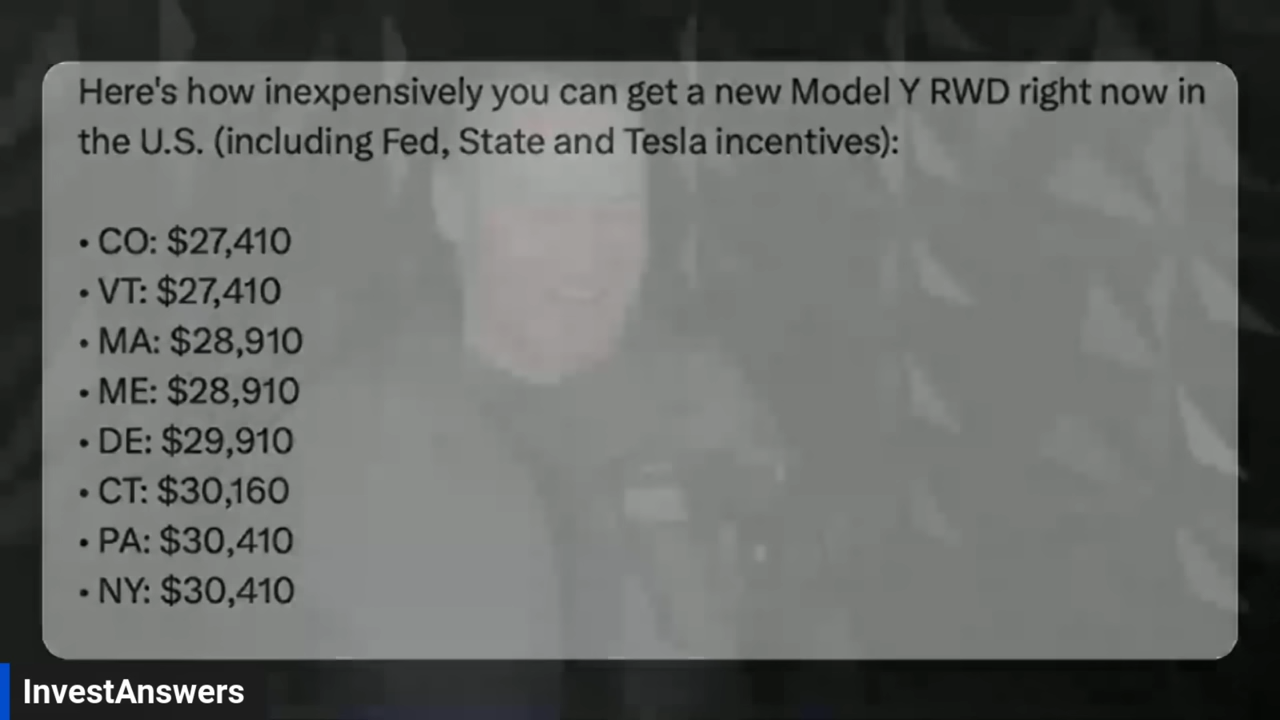 Here's how inexpensively you can get a new Model Y RWD right now in
the U.S. (including Fed, State and Tesla incentives):
• CO: $27,410
• VT: $27,410
• MA: $28,910
• ME: $28,910
• DE: $29,910
• CT: $30,160
• PA: $30,410
• NY: $30,410
InvestAnswers